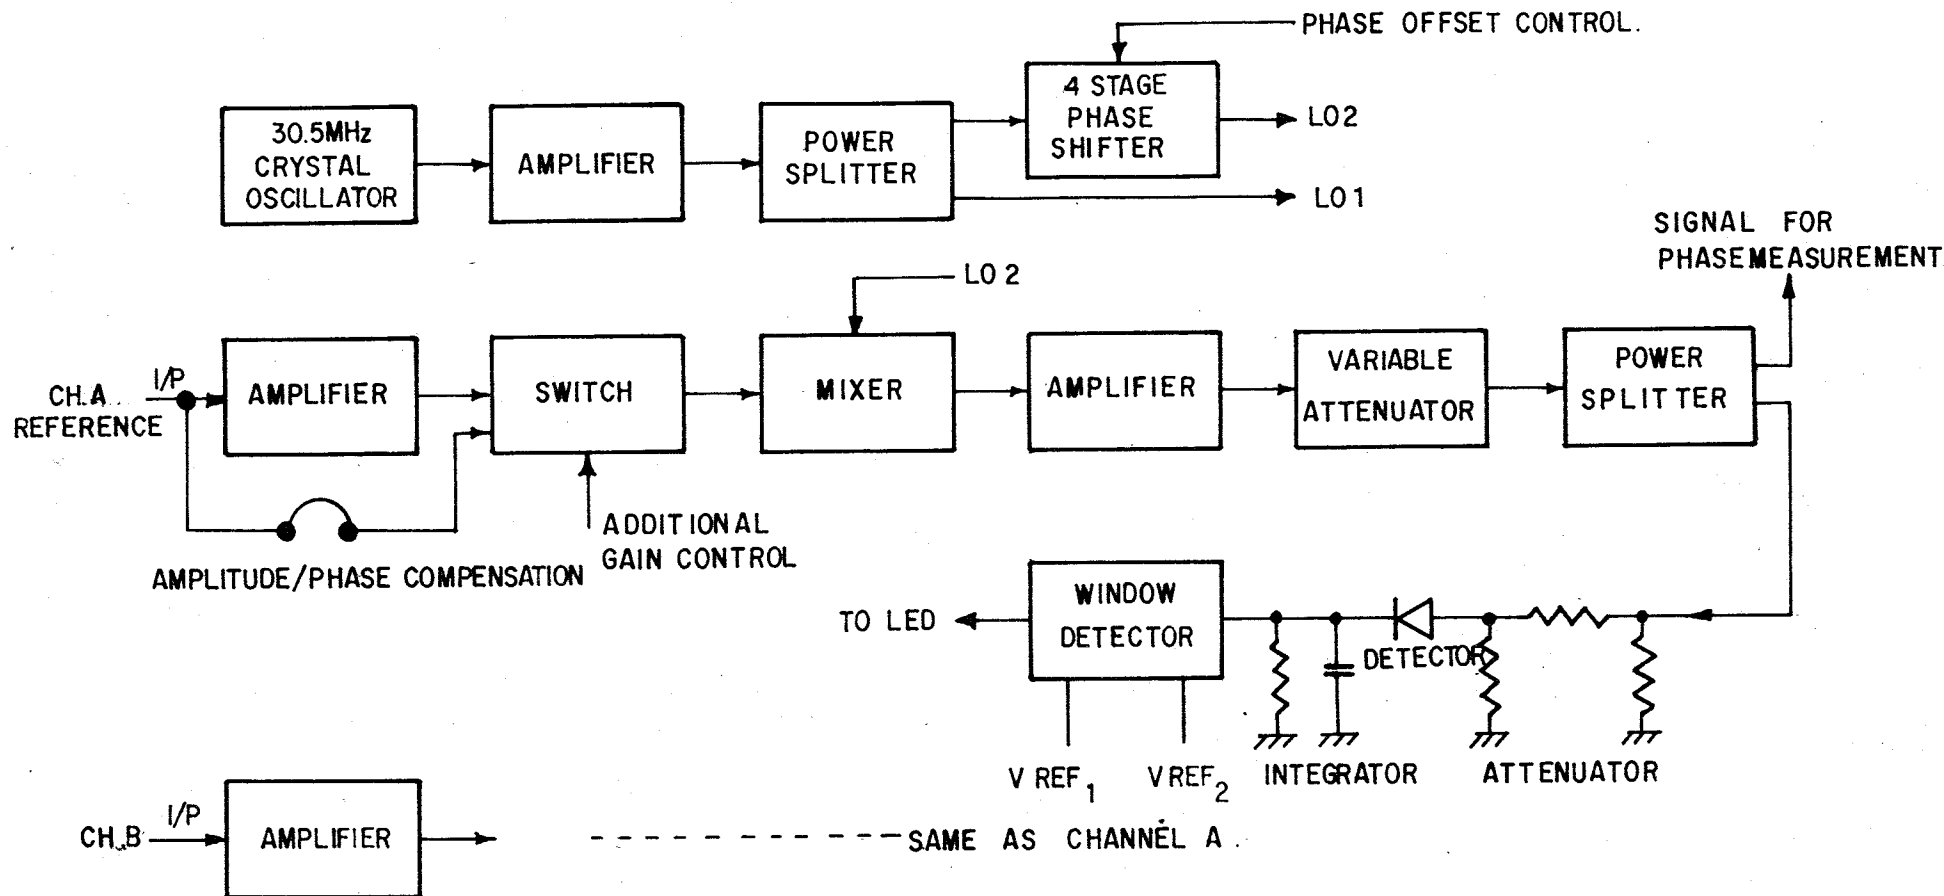 PHASE OFFSET CONTROL.
4 STAGE
PHASE
SHIFTER
LO2
30.5MHz
CRYSTAL
OSCILLATOR
AMPLIFIER
POWER
SPLITTER
LO1
SIGNAL FOR
PHASEMEASUREMENT
LO2
CH.A.
REFERENCE
I/P
AMPLIFIER
SWITCH
MIXER
AMPLIFIER
VARIABLE
ATTENUATOR
POWER
SPLITTER
ADDITIONAL
GAIN CONTROL
AMPLITUDE/PHASE COMPENSATION
TO LED
WINDOW
DETECTOR
DETECTOR
V REF1
V REF2
INTEGRATOR
ATTENUATOR
CH.B
I/P
AMPLIFIER
SAME AS CHANNEL A.